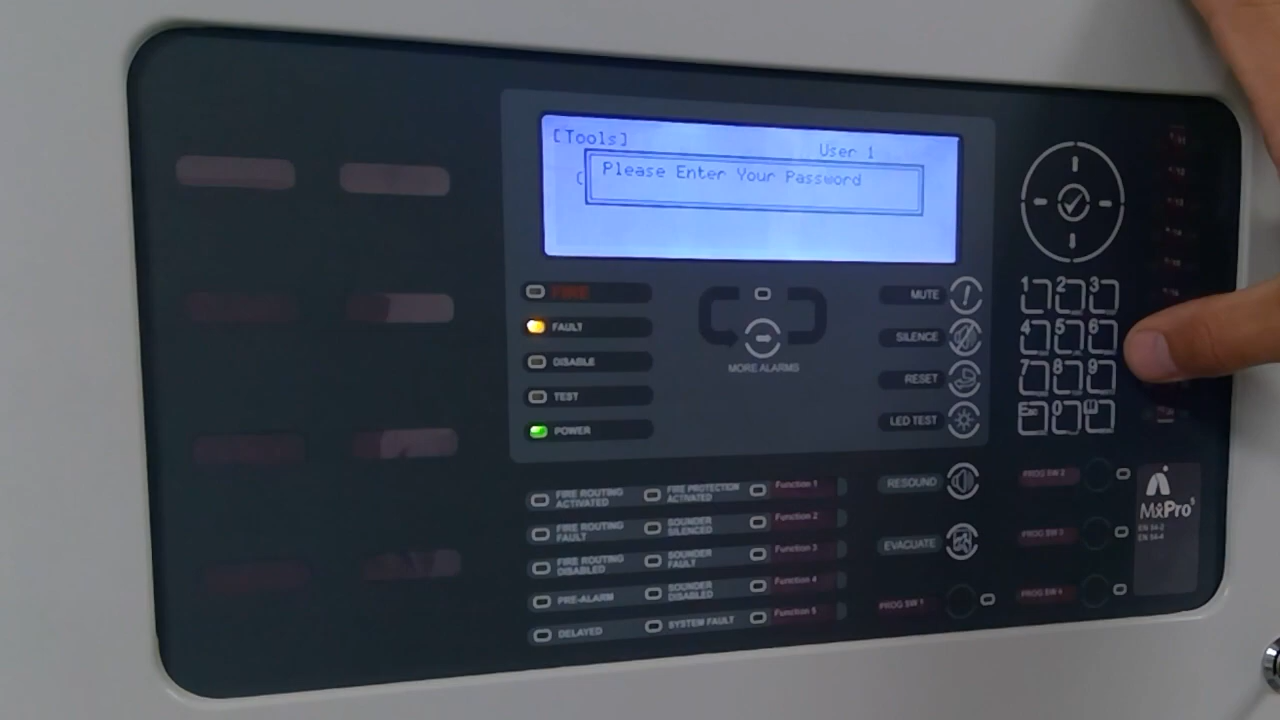 [Tools]
User 1
Please Enter Your Password
FIRE
FAULT
DISABLE
TEST
POWER
MORE ALARMS
MUTE
SILENCE
RESET
LED TEST
RESOUND
EVACUATE
1 2 3
4 5 6
7 8 9
Esc 0
FIRE ROUTING
ACTIVATED
FIRE ROUTING
FAULT
FIRE ROUTING
DISABLED
PRE-ALARM
DELAYED
FIRE PROTECTION
ACTIVATED
SOUNDER
SILENCED
SOUNDER
FAULT
SOUNDER
DISABLED
SYSTEM FAULT
Function 1
Function 2
Function 3
Function 4
Function 5
PROG SW 1
PROG SW 2
PROG SW 3
PROG SW 4
MxPro5
EN 54-2
EN 54-4